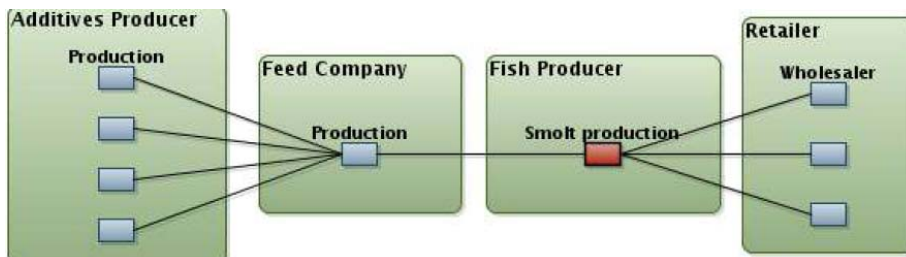 Additives Producer
Production
Feed Company
Production
Fish Producer
Smolt production
Retailer
Wholesaler